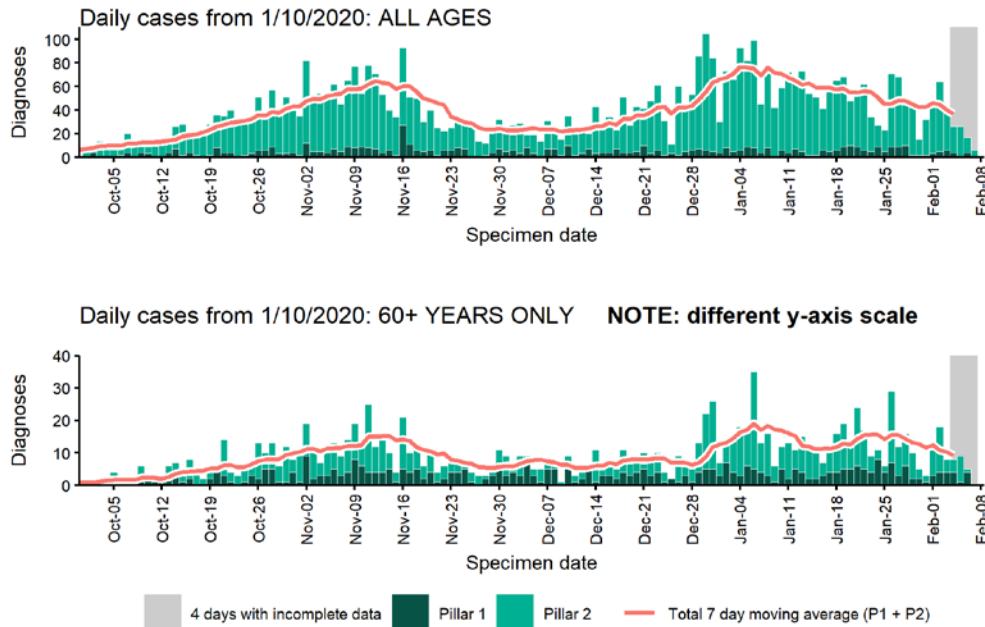 Daily cases from 1/10/2020: ALL AGES
100
80
60
40
20
0
Diagnoses
Oct-05
Oct-12
Oct-19
Oct-26
Nov-02
Nov-09
Nov-16
Nov-23
Nov-30
Dec-07
Dec-14
Dec-21
Dec-28
Jan-04
Jan-11
Jan-18
Jan-25
Feb-01
Feb-08
Specimen date
Daily cases from 1/10/2020: 60+ YEARS ONLY NOTE: different y-axis scale
40
30
20
10
0
Diagnoses
Oct-05
Oct-12
Oct-19
Oct-26
Nov-02
Nov-09
Nov-16
Nov-23
Nov-30
Dec-07
Dec-14
Dec-21
Dec-28
Jan-04
Jan-11
Jan-18
Jan-25
Feb-01
Feb-08
Specimen date
4 days with incomplete data Pillar 1 Pillar 2 Total 7 day moving average (P1 + P2)